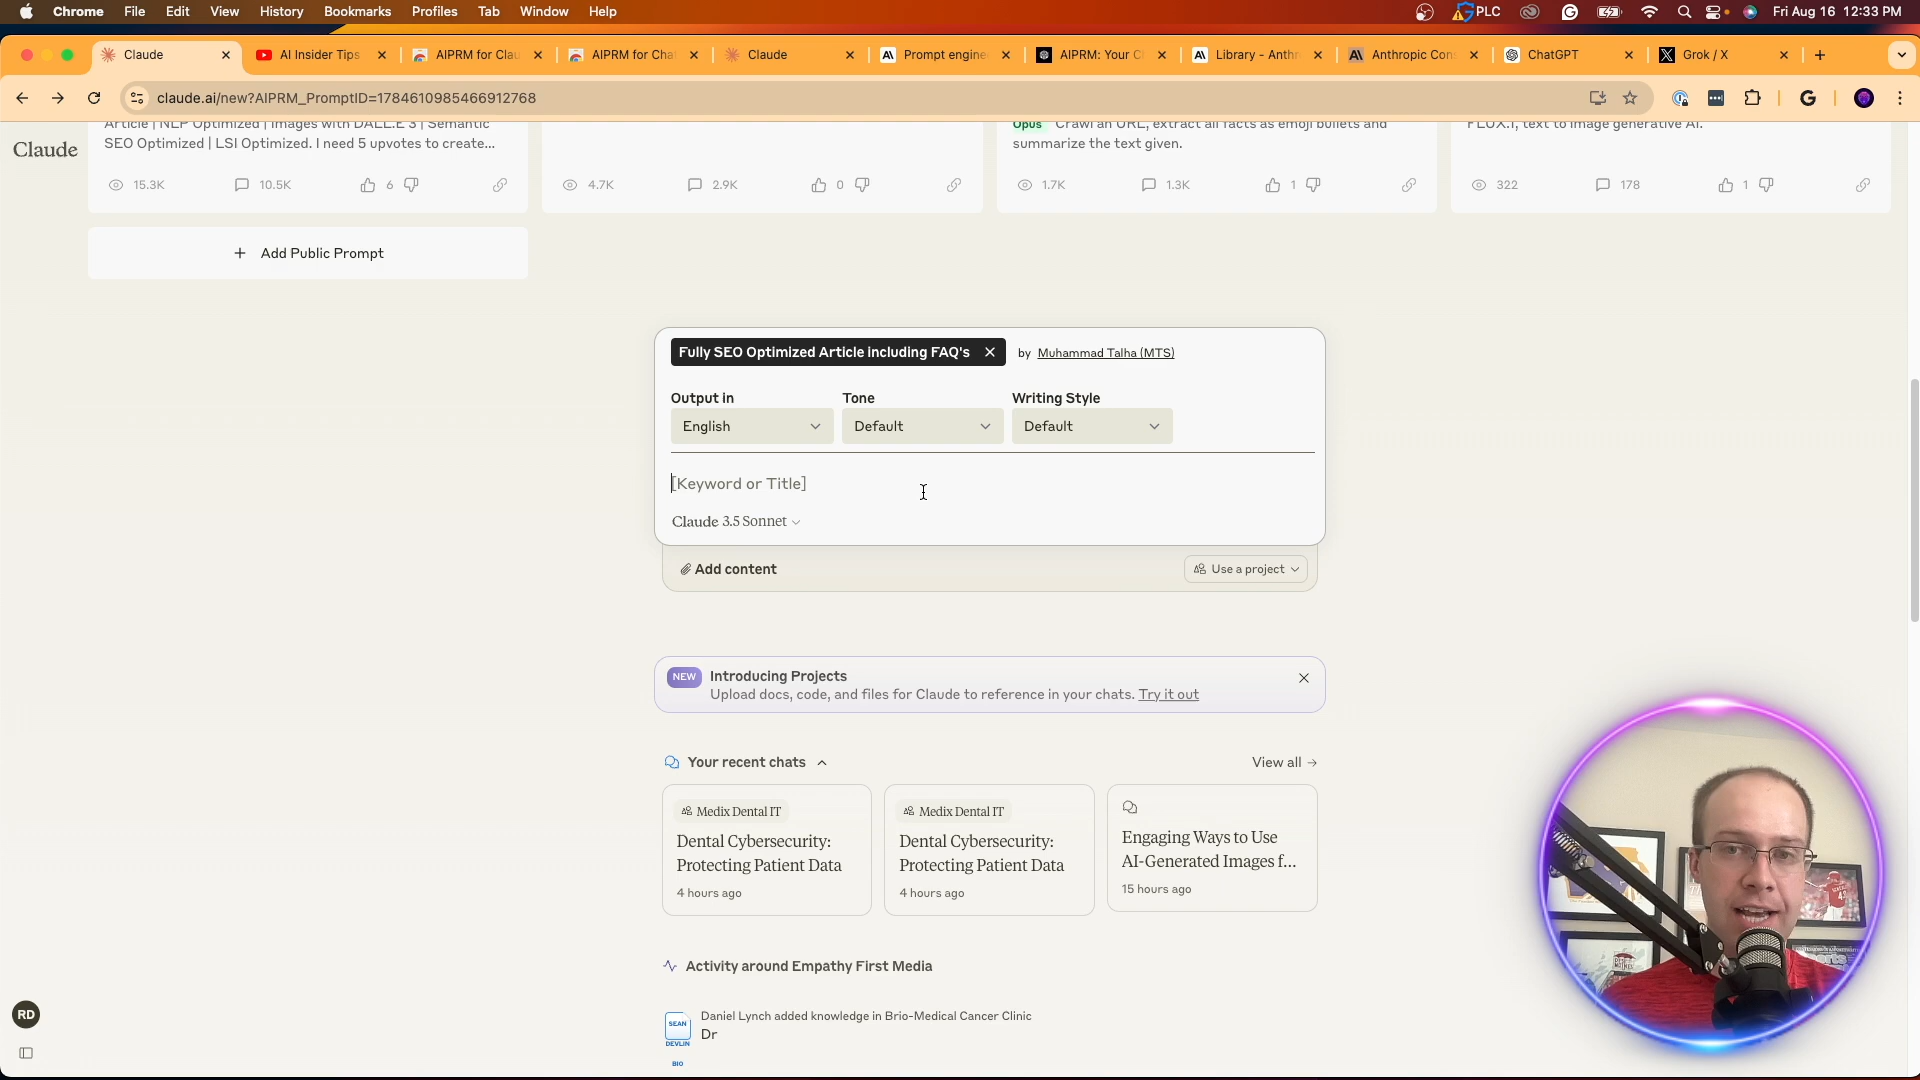 Chrome File Edit View History Bookmarks Profiles Tab Window Help PLC Fri Aug 16 12:33 PM
Claude AI Insider Tips AIPRM for Clau AIPRM for Chat Claude Prompt enginee AIPRM: Your Ch Library - Anthr Anthropic Cons ChatGPT Grok / X
claude.ai/new?AIPRM_PromptID=1784610985466912768
Article | NLP Optimized | Images with DALL.E 3 | Semantic
SEO Optimized | LSI Optimized. I need 5 upvotes to create...
Opus Crawl an URL, extract all facts as emoji bullets and
summarize the text given.
FLUX.1, text to image generative AI.
Claude
15.3K 10.5K 6
4.7K 2.9K 0
1.7K 1.3K 1
322 178 1
+ Add Public Prompt
Fully SEO Optimized Article including FAQ's by Muhammad Talha (MTS)
Output in Tone Writing Style
English Default Default
[Keyword or Title]
Claude 3.5 Sonnet
Add content Use a project
NEW Introducing Projects
Upload docs, code, and files for Claude to reference in your chats. Try it out
Your recent chats View all
Medix Dental IT
Dental Cybersecurity:
Protecting Patient Data
4 hours ago
Medix Dental IT
Dental Cybersecurity:
Protecting Patient Data
4 hours ago
Engaging Ways to Use
AI-Generated Images f...
15 hours ago
Activity around Empathy First Media
Daniel Lynch added knowledge in Brio-Medical Cancer Clinic
Dr
SEAN
DEVLIN
BIO
RD